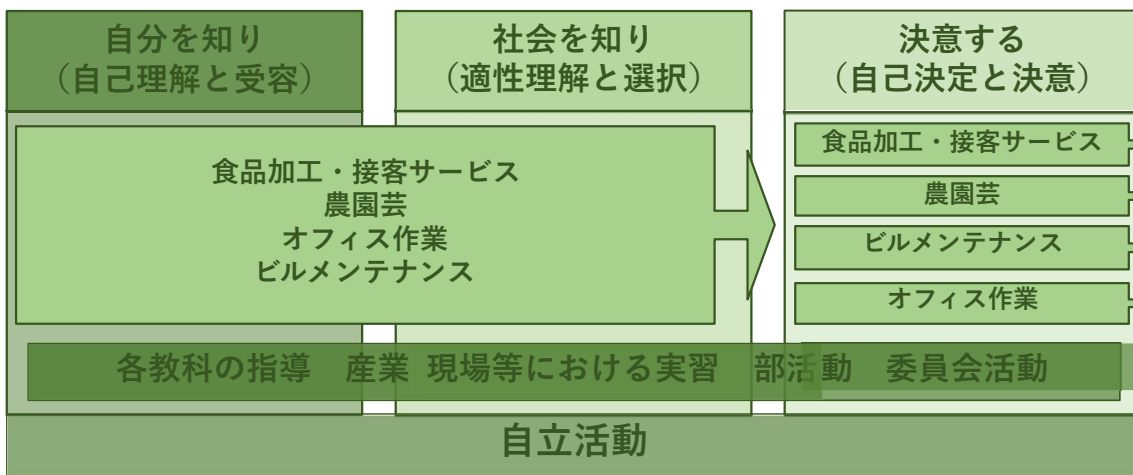 自分を知り
（自己理解と受容）
社会を知り
（適性理解と選択）
決意する
（自己決定と決意）
食品加工・接客サービス
農園芸
オフィス作業
ビルメンテナンス
食品加工・接客サービス
農園芸
ビルメンテナンス
オフィス作業
各教科の指導　産業 現場等における実習　部活動　委員会活動
自立活動